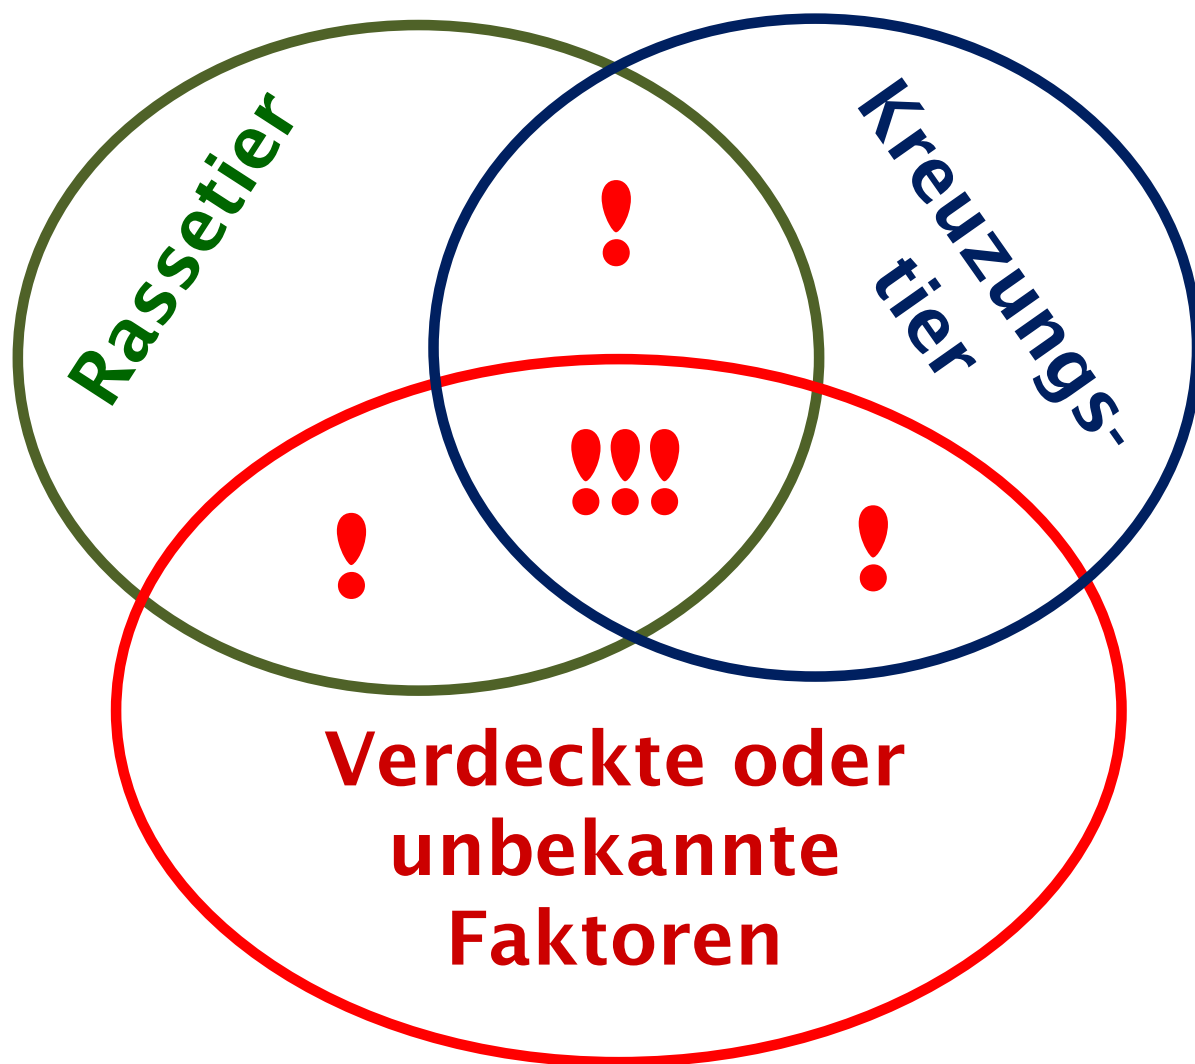 Rassetier
Kreuzungs-
tier
!
!!!
!
!
Verdeckte oder
unbekannte
Faktoren